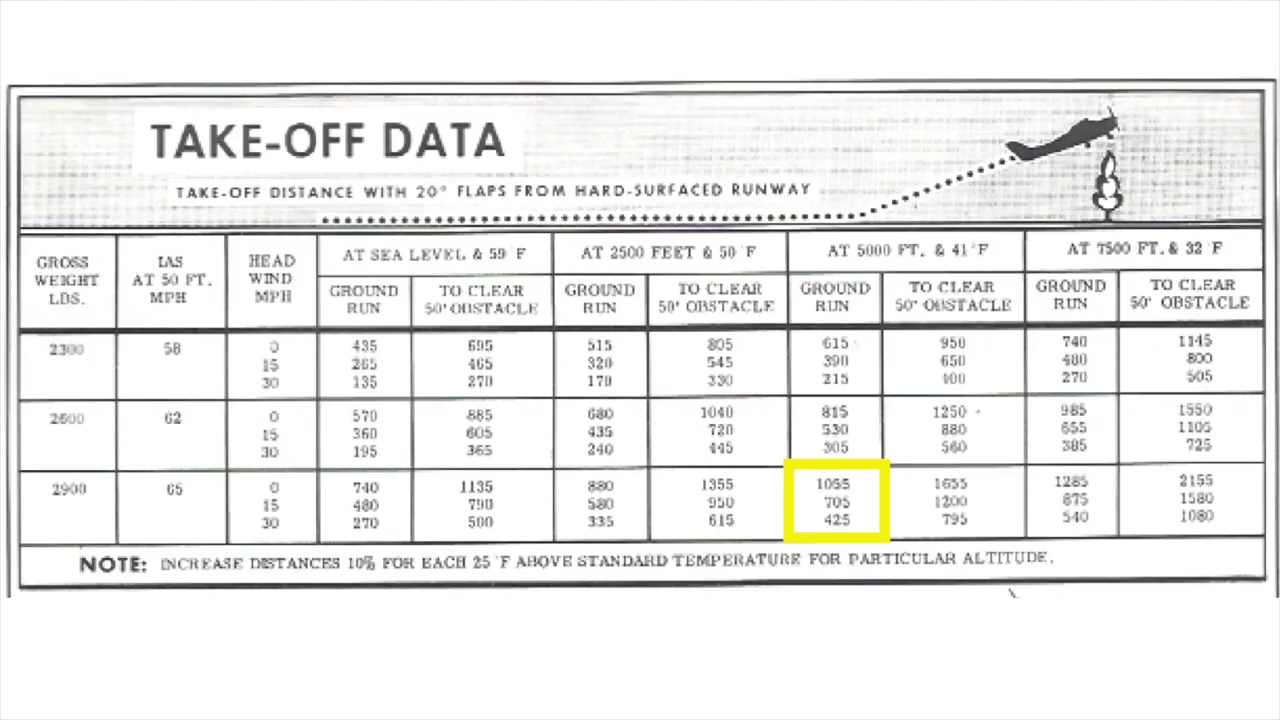 TAKE-OFF DATA
TAKE-OFF DISTANCE WITH 20° FLAPS FROM HARD-SURFACED RUNWAY
GROSS WEIGHT LDS. IAS AT 50 FT. MPH HEAD WIND MPH AT SEA LEVEL & 59°F AT 2500 FEET & 50°F AT 5000 FT. & 41°F AT 7500 FT. & 32°F
GROUND RUN TO CLEAR 50' OBSTACLE GROUND RUN TO CLEAR 50' OBSTACLE GROUND RUN TO CLEAR 50' OBSTACLE GROUND RUN TO CLEAR 50' OBSTACLE
2300 58 0 435 695 515 805 615 950 740 1145
15 265 465 320 545 390 650 480 800
30 135 270 170 330 215 400 270 505
2600 62 0 570 885 680 1040 815 1250 985 1550
15 360 605 435 720 530 880 655 1105
30 195 365 240 445 305 560 385 725
2900 65 0 740 1135 880 1355 1055 1655 1285 2155
15 480 790 580 950 705 1200 875 1580
30 270 500 335 615 425 795 540 1080
NOTE: INCREASE DISTANCES 10% FOR EACH 25°F ABOVE STANDARD TEMPERATURE FOR PARTICULAR ALTITUDE.